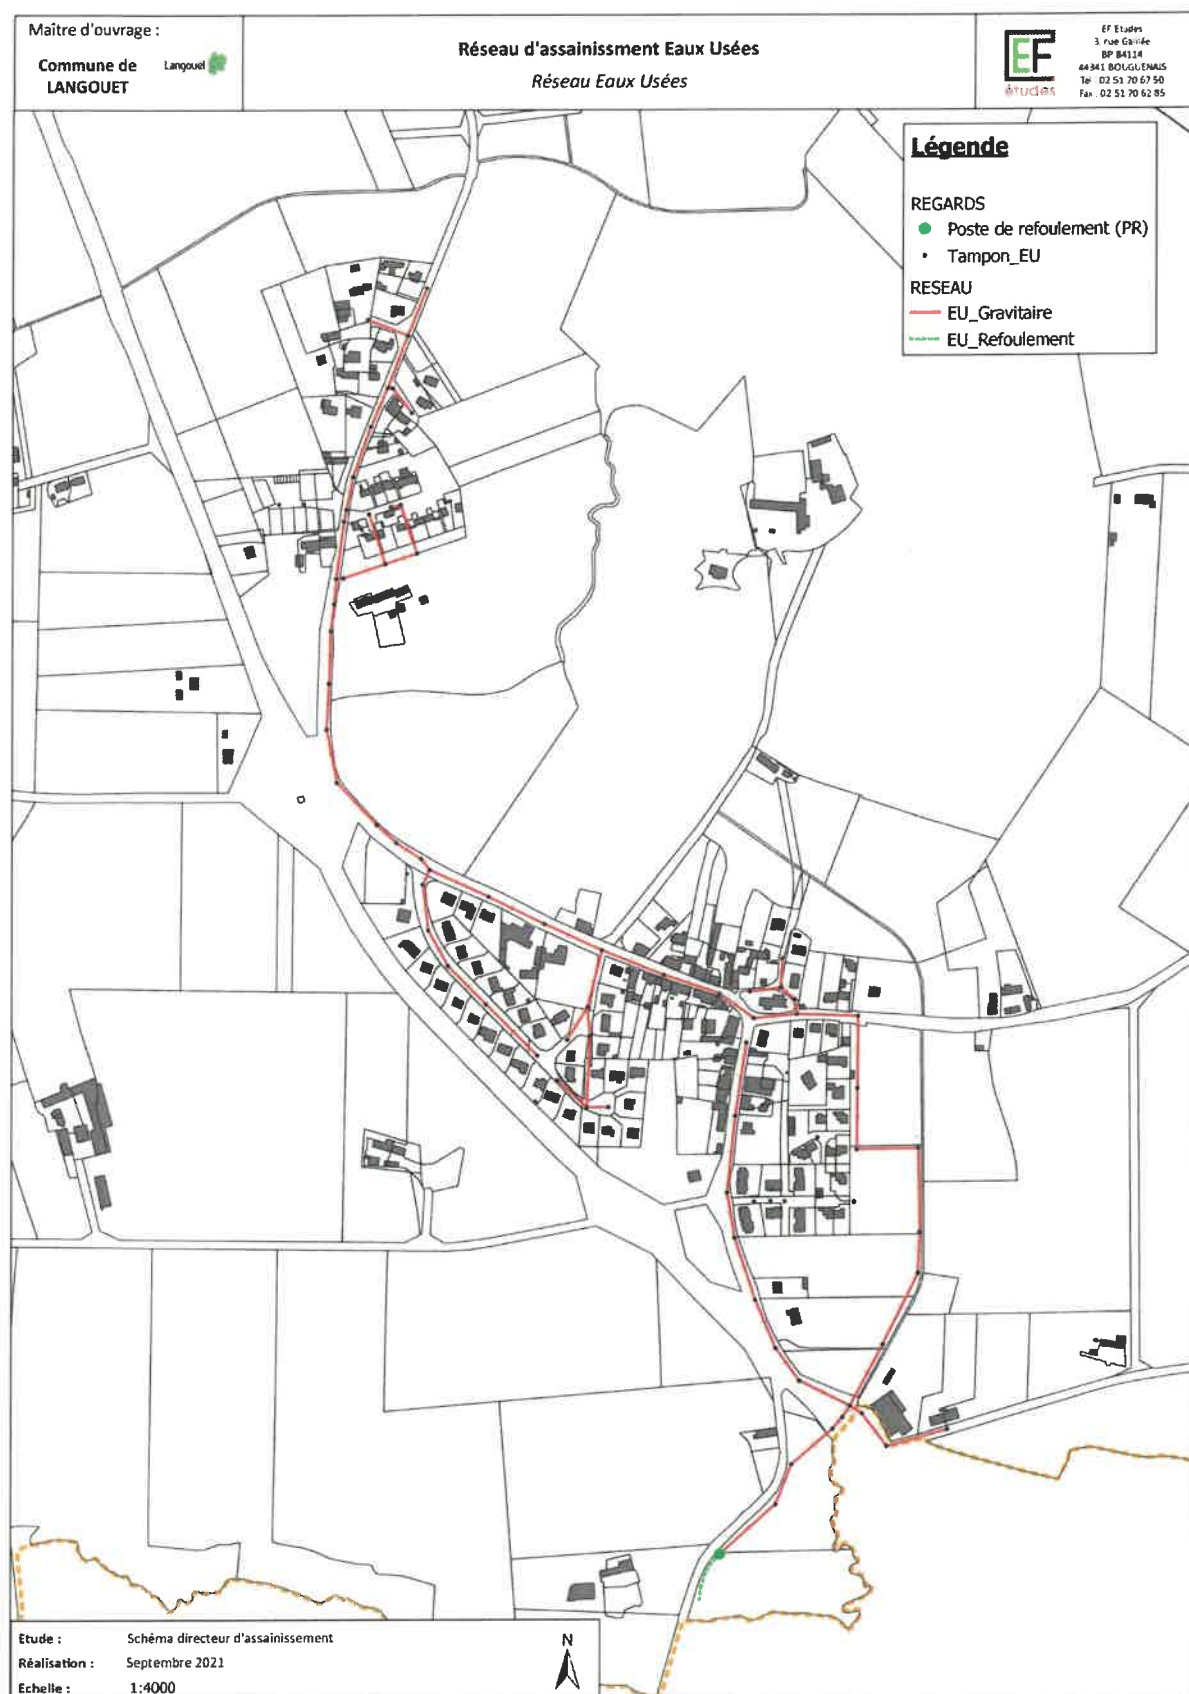 Maître d'ouvrage :
Commune de
LANGOUET
Langouet
Réseau d'assainissment Eaux Usées
Réseau Eaux Usées
EF
études
EF Etudes
3 rue Galilée
BP 84114
44341 BOUGUENAIS
Tel 02 51 70 67 50
Fax : 02 51 70 62 85
Légende
REGARDS
Poste de refoulement (PR)
Tampon_EU
RESEAU
EU_Gravitaire
EU_Refoulement
Etude : Schéma directeur d'assainissement
Réalisation : Septembre 2021
Echelle : 1:4000
N